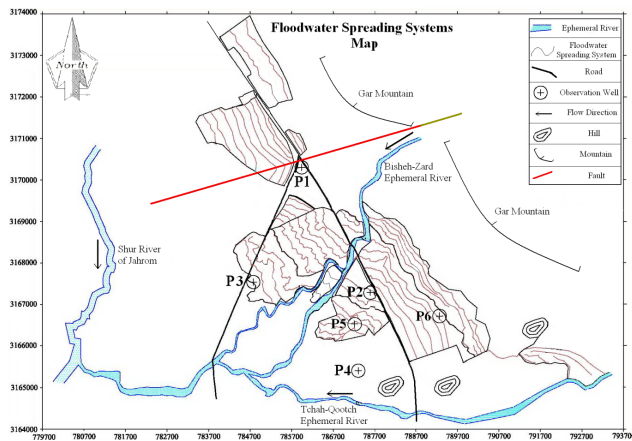 Floodwater Spreading Systems
Map
North
Ephemeral River
Floodwater
Spreading System
Road
Observation Well
Flow Direction
Hill
Mountain
Fault
Gar Mountain
Bisheh-Zard
Ephemeral River
Gar Mountain
Shur River
of Jahrom
P1
P3
P2
P5
P6
P4
Tchah-Qootch
Ephemeral River
3174000
3173000
3171000
3170000
3169000
3168000
3167000
3166000
3165000
3164000
779700 780700 781700 782700 783700 784700 785700 786700 787700 788700 789700 790700 791700 792700 79370